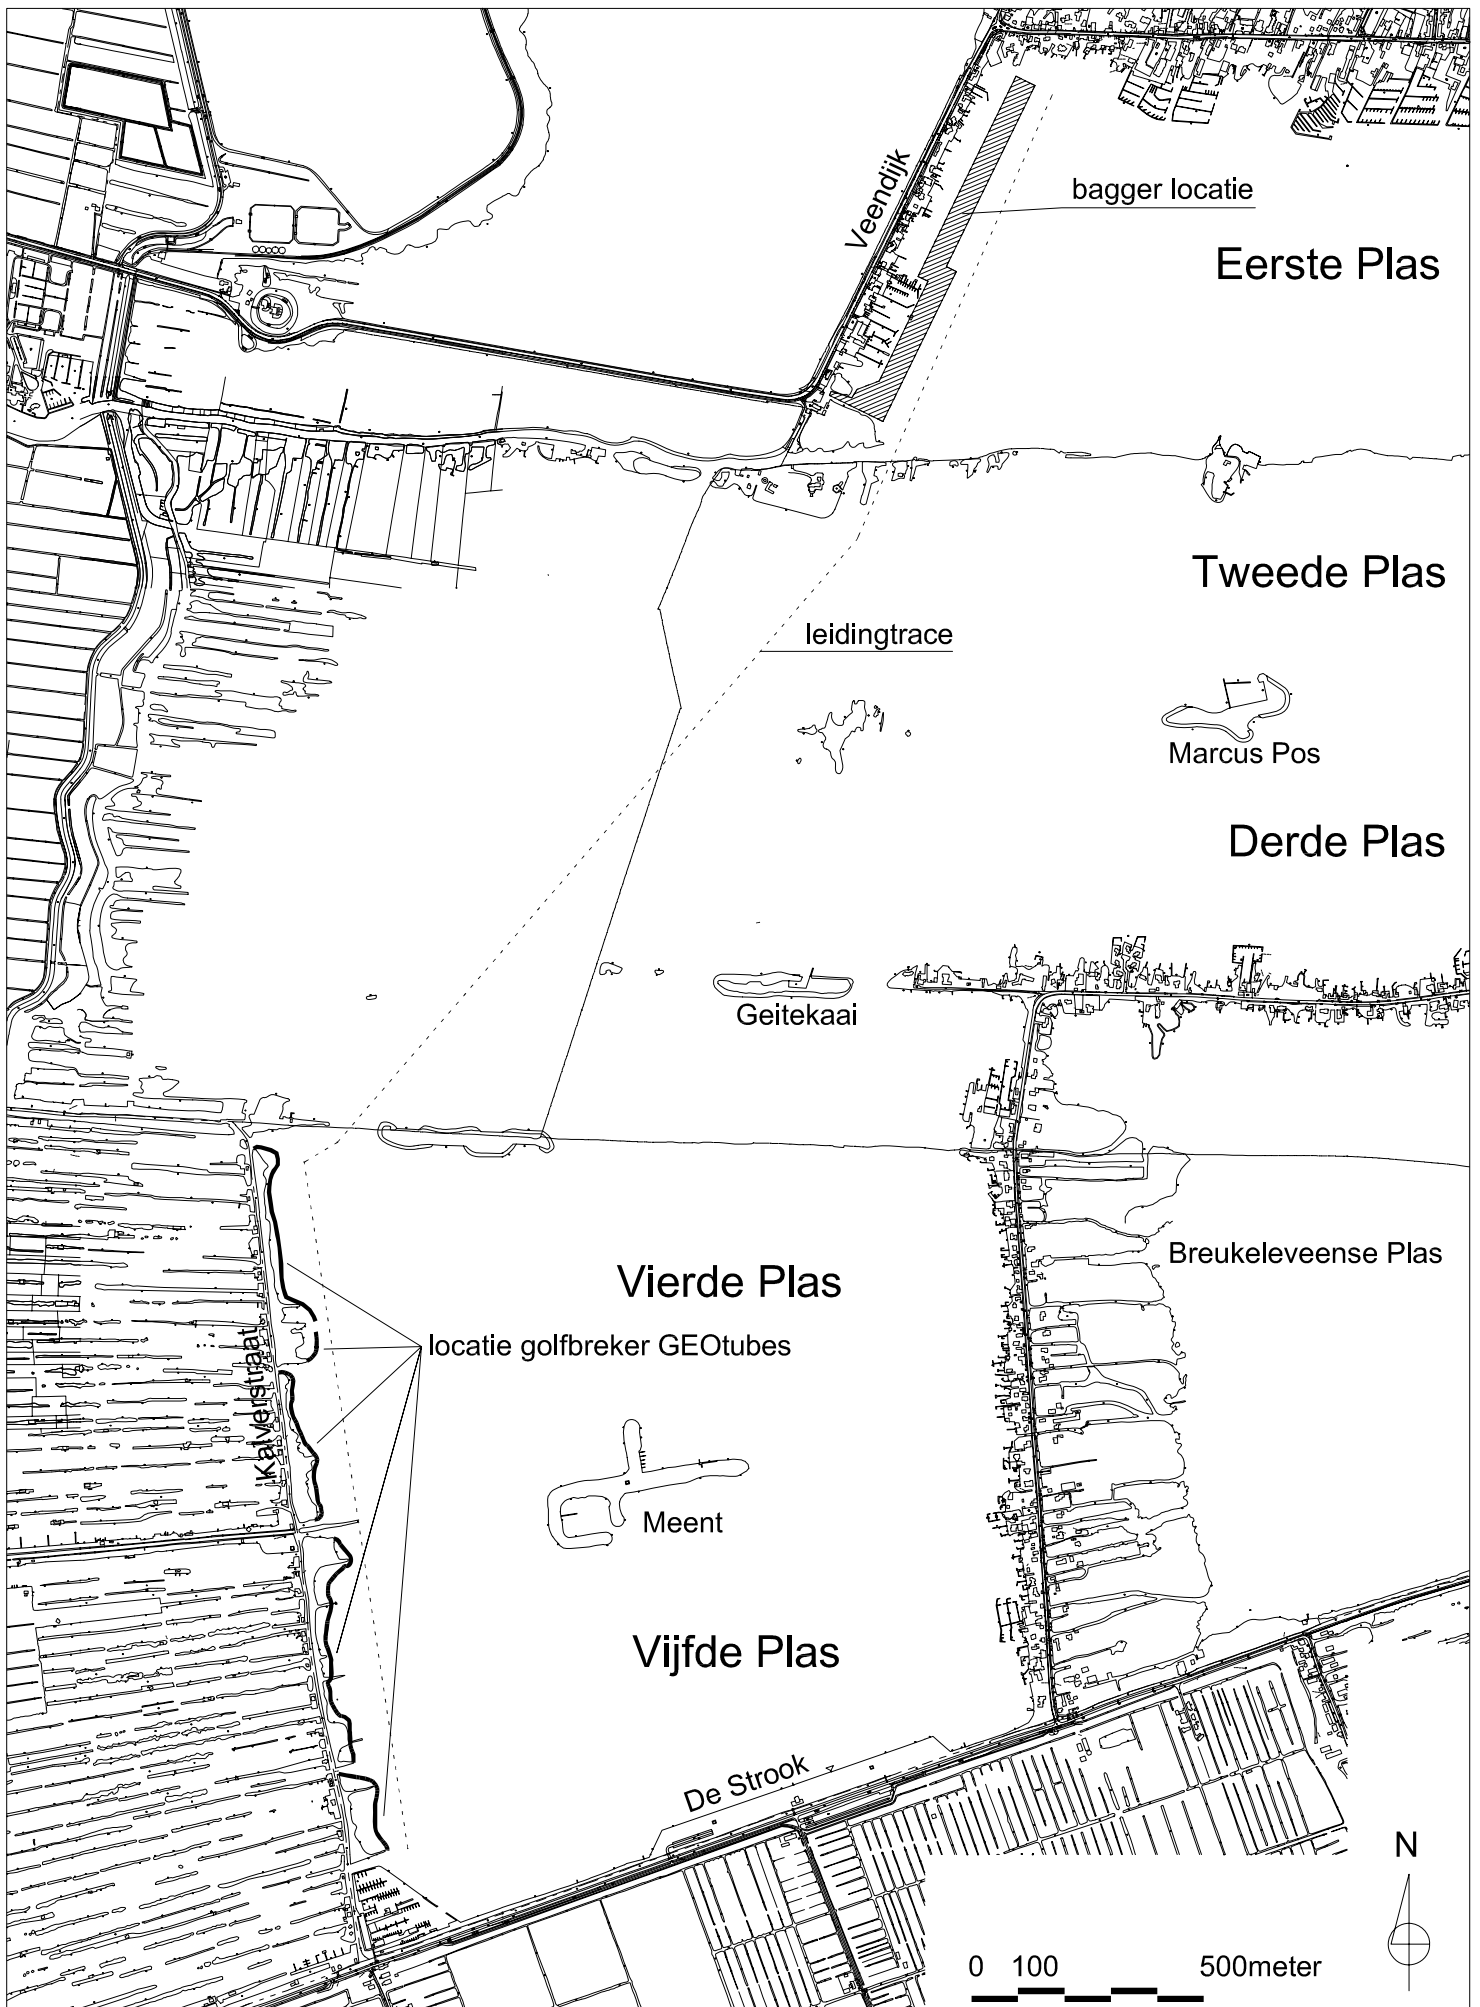 Veendijk
bagger locatie
Eerste Plas
Tweede Plas
leidingtrace
Marcus Pos
Derde Plas
Geitekaai
Breukeleveense Plas
Vierde Plas
locatie golfbreker GEOtubes
Kalverstraat
Meent
Vijfde Plas
De Strook
N
0 100 500meter